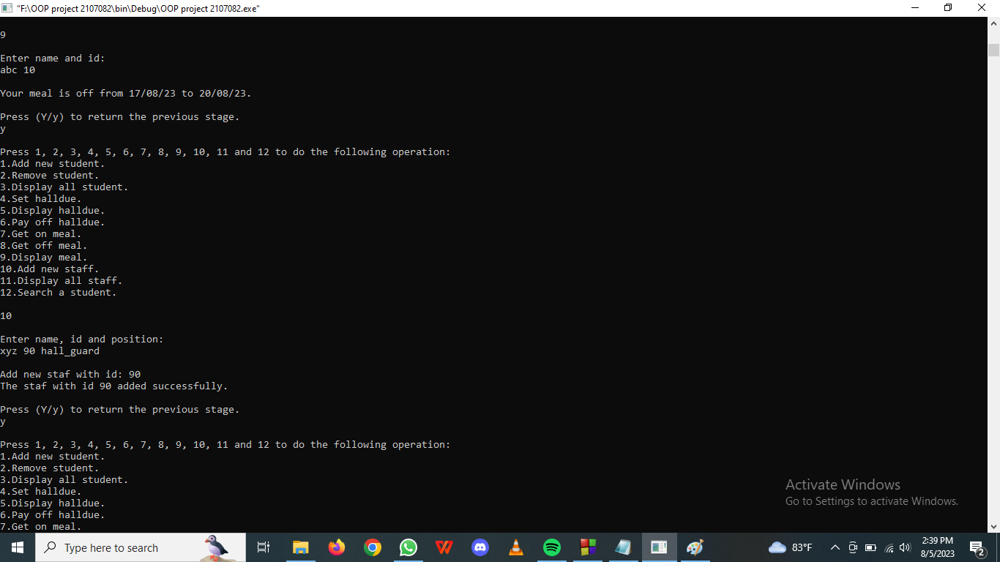 "F:\OOP project 2107082\bin\Debug\OOP project 2107082.exe"
9
Enter name and id:
abc 10
Your meal is off from 17/08/23 to 20/08/23.
Press (Y/y) to return the previous stage.
y
Press 1, 2, 3, 4, 5, 6, 7, 8, 9, 10, 11 and 12 to do the following operation:
1.Add new student.
2.Remove student.
3.Display all student.
4.Set halldue.
5.Display halldue.
6.Pay off halldue.
7.Get on meal.
8.Get off meal.
9.Display meal.
10.Add new staff.
11.Display all staff.
12.Search a student.
10
Enter name, id and position:
xyz 90 hall_guard
Add new staf with id: 90
The staf with id 90 added successfully.
Press (Y/y) to return the previous stage.
y
Press 1, 2, 3, 4, 5, 6, 7, 8, 9, 10, 11 and 12 to do the following operation:
1.Add new student.
2.Remove student.
3.Display all student.
4.Set halldue.
5.Display halldue.
6.Pay off halldue.
7.Get on meal.
Activate Windows
Go to Settings to activate Windows.
Type here to search
83°F
2:39 PM
8/5/2023
2